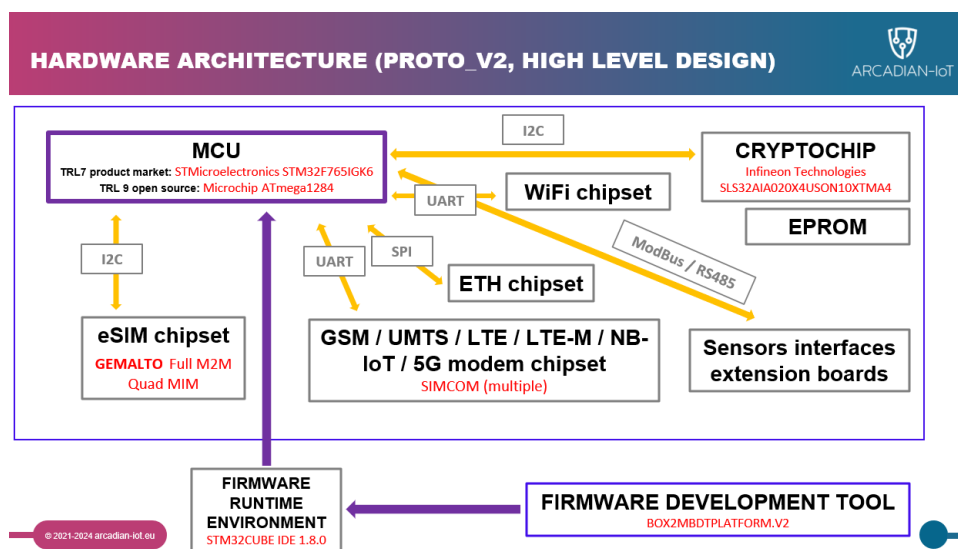 HARDWARE ARCHITECTURE (PROTO_V2, HIGH LEVEL DESIGN)
ARCADIAN-IoT
MCU
TRL7 product market: STMicroelectronics STM32F765IGK6
TRL 9 open source: Microchip ATmega1284
I2C
CRYPTOCHIP
Infineon Technologies
SLS32AIA020X4USON10XTMA4
EPROM
UART
WiFi chipset
I2C
UART
SPI
ModBus / RS485
ETH chipset
eSIM chipset
GEMALTO Full M2M
Quad MIM
GSM / UMTS / LTE / LTE-M / NB-
IoT / 5G modem chipset
SIMCOM (multiple)
Sensors interfaces
extension boards
FIRMWARE
RUNTIME
ENVIRONMENT
STM32CUBE IDE 1.8.0
FIRMWARE DEVELOPMENT TOOL
BOX2MBDTPLATFORM.V2
© 2021-2024 arcadian-iot.eu